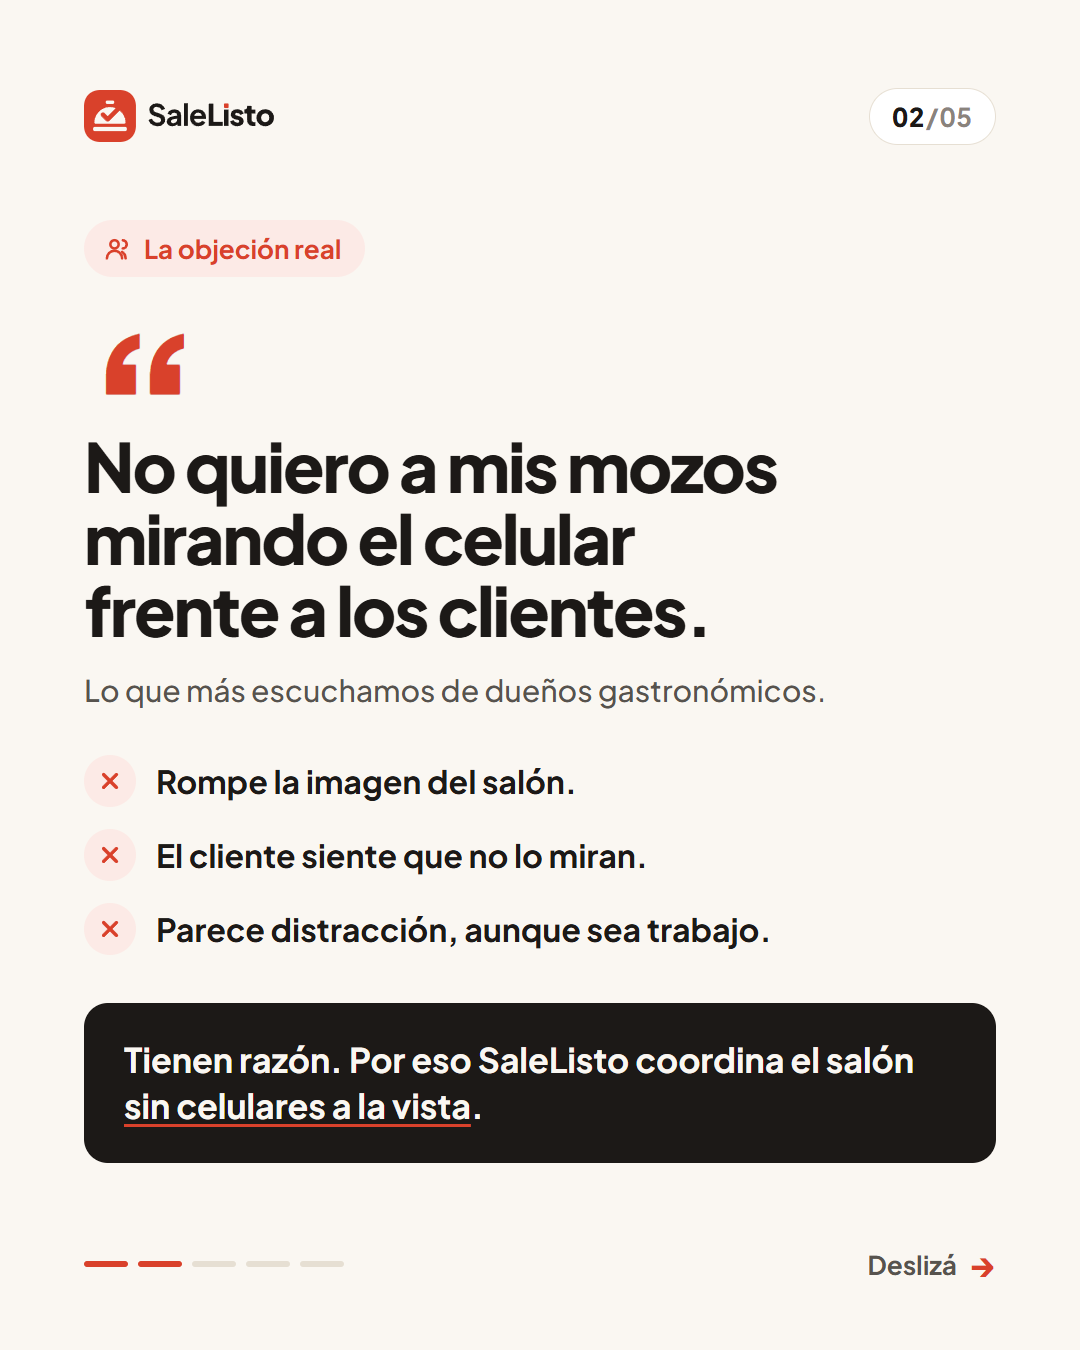 SaleListo
02/05
La objeción real
“
No quiero a mis mozos
mirando el celular
frente a los clientes.
Lo que más escuchamos de dueños gastronómicos.
Rompe la imagen del salón.
El cliente siente que no lo miran.
Parece distracción, aunque sea trabajo.
Tienen razón. Por eso SaleListo coordina el salón
sin celulares a la vista.
Deslizá →